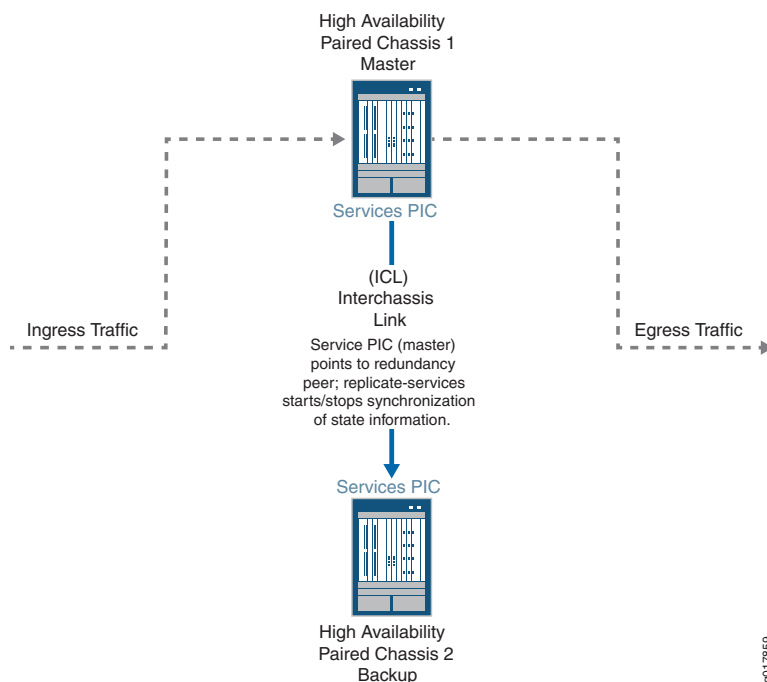 High Availability
Paired Chassis 1
Master
Services PIC
(ICL)
Interchassis
Link
Ingress Traffic
Egress Traffic
Service PIC (master)
points to redundancy
peer; replicate-services
starts/stops synchronization
of state information.
Services PIC
High Availability
Paired Chassis 2
Backup
g017859